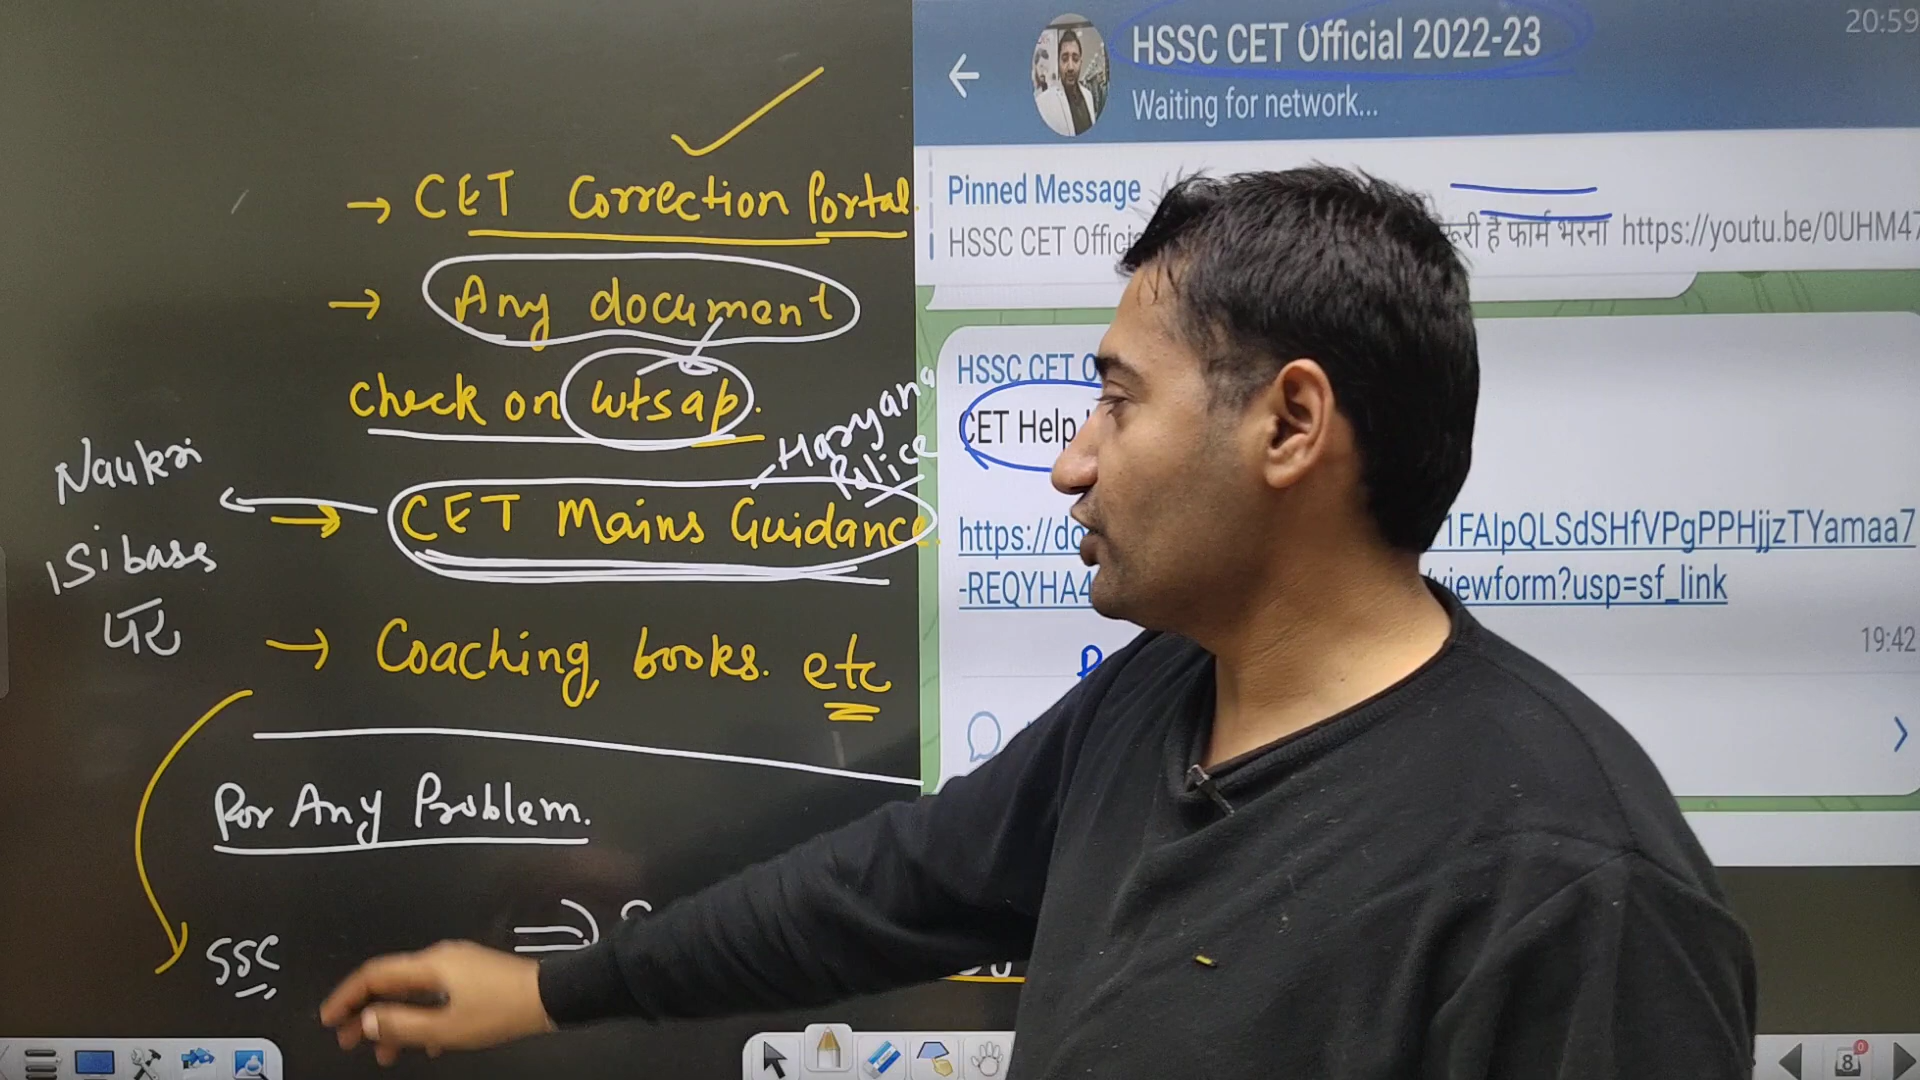 → CET Correction Portal.
→ Any document
check on wtsap.
Haryana
Police
Naukri
isi base
पर
→ CET Mains Guidance
→ Coaching, books. etc
For Any Problem.
SSC
HSSC CET Official 2022-23
20:59
Waiting for network...
Pinned Message
HSSC CET हैं फार्म भरना https://youtu.be/0UHM47
HSSC CET
CET Help
https://do 1FAIpQLSdSHfVPgPPHjjzTYamaa7
-REQYHA4 viewform?usp=sf_link
19:42
8
0